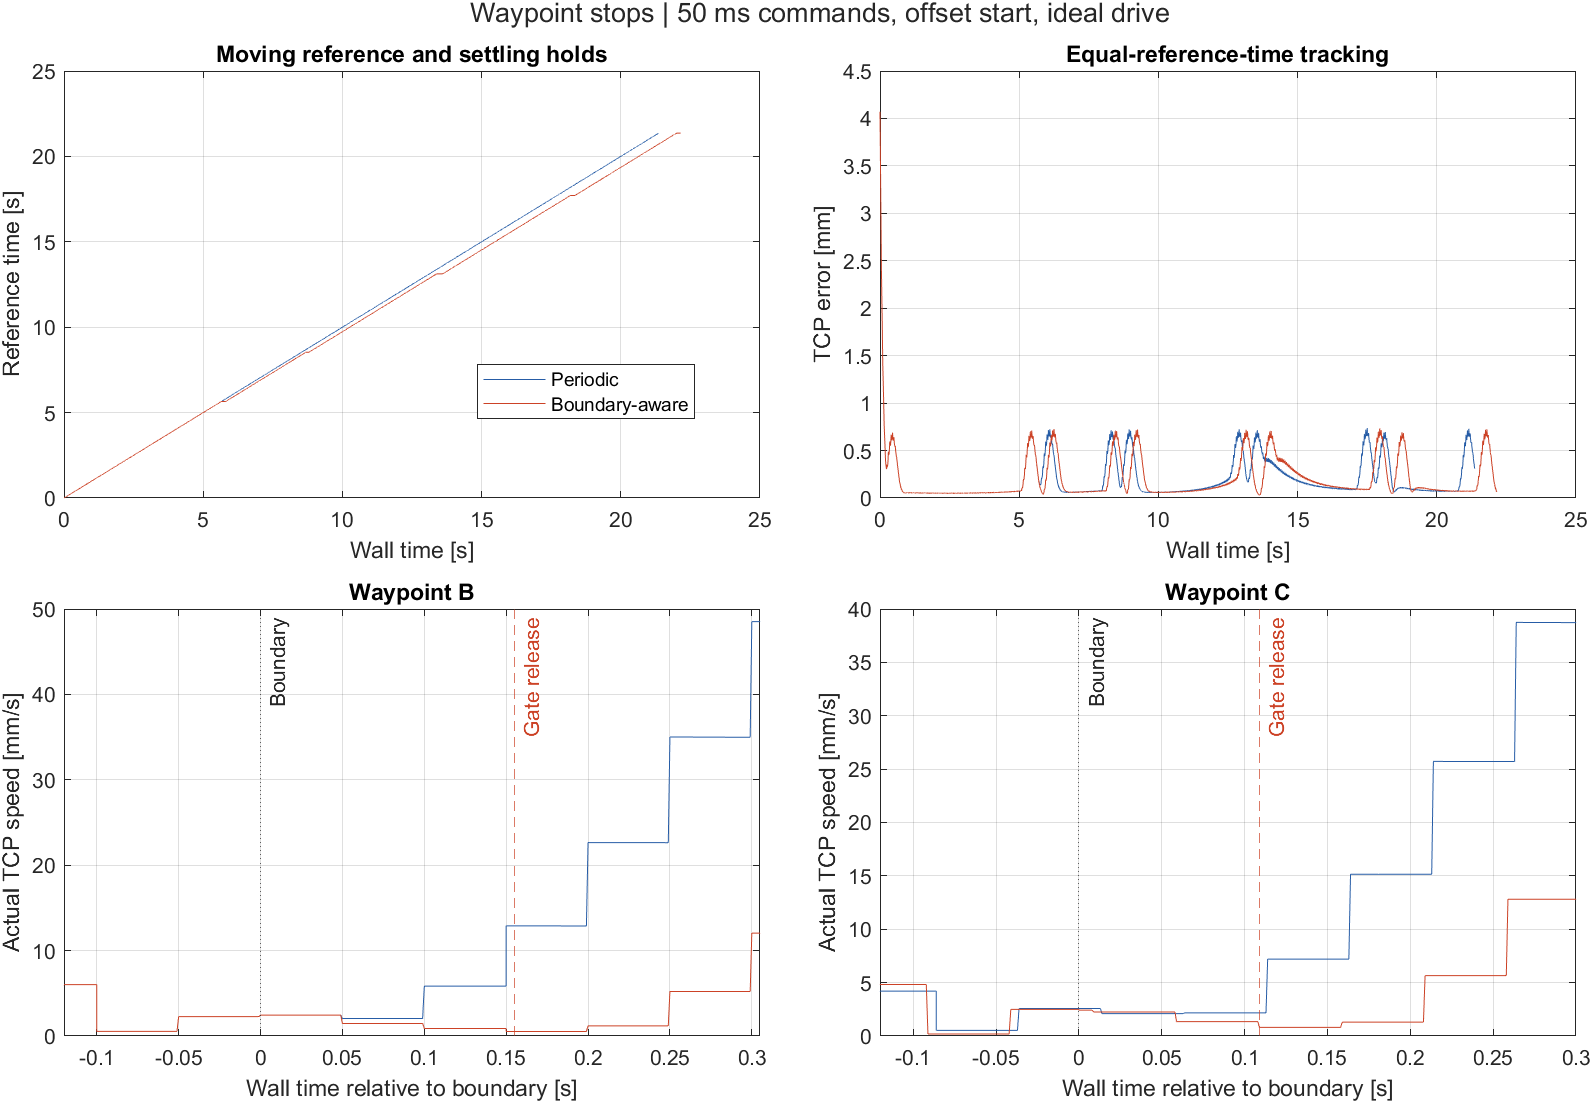 Waypoint stops | 50 ms commands, offset start, ideal drive
Moving reference and settling holds
25
20
15
10
5
0
Reference time [s]
0 5 10 15 20 25
Wall time [s]
Periodic
Boundary-aware
Equal-reference-time tracking
4.5
4
3.5
3
2.5
2
1.5
1
0.5
0
TCP error [mm]
0 5 10 15 20 25
Wall time [s]
Waypoint B
50
40
30
20
10
0
Actual TCP speed [mm/s]
Boundary
Gate release
-0.1 -0.05 0 0.05 0.1 0.15 0.2 0.25 0.3
Wall time relative to boundary [s]
Waypoint C
40
35
30
25
20
15
10
5
0
Actual TCP speed [mm/s]
Boundary
Gate release
-0.1 -0.05 0 0.05 0.1 0.15 0.2 0.25 0.3
Wall time relative to boundary [s]